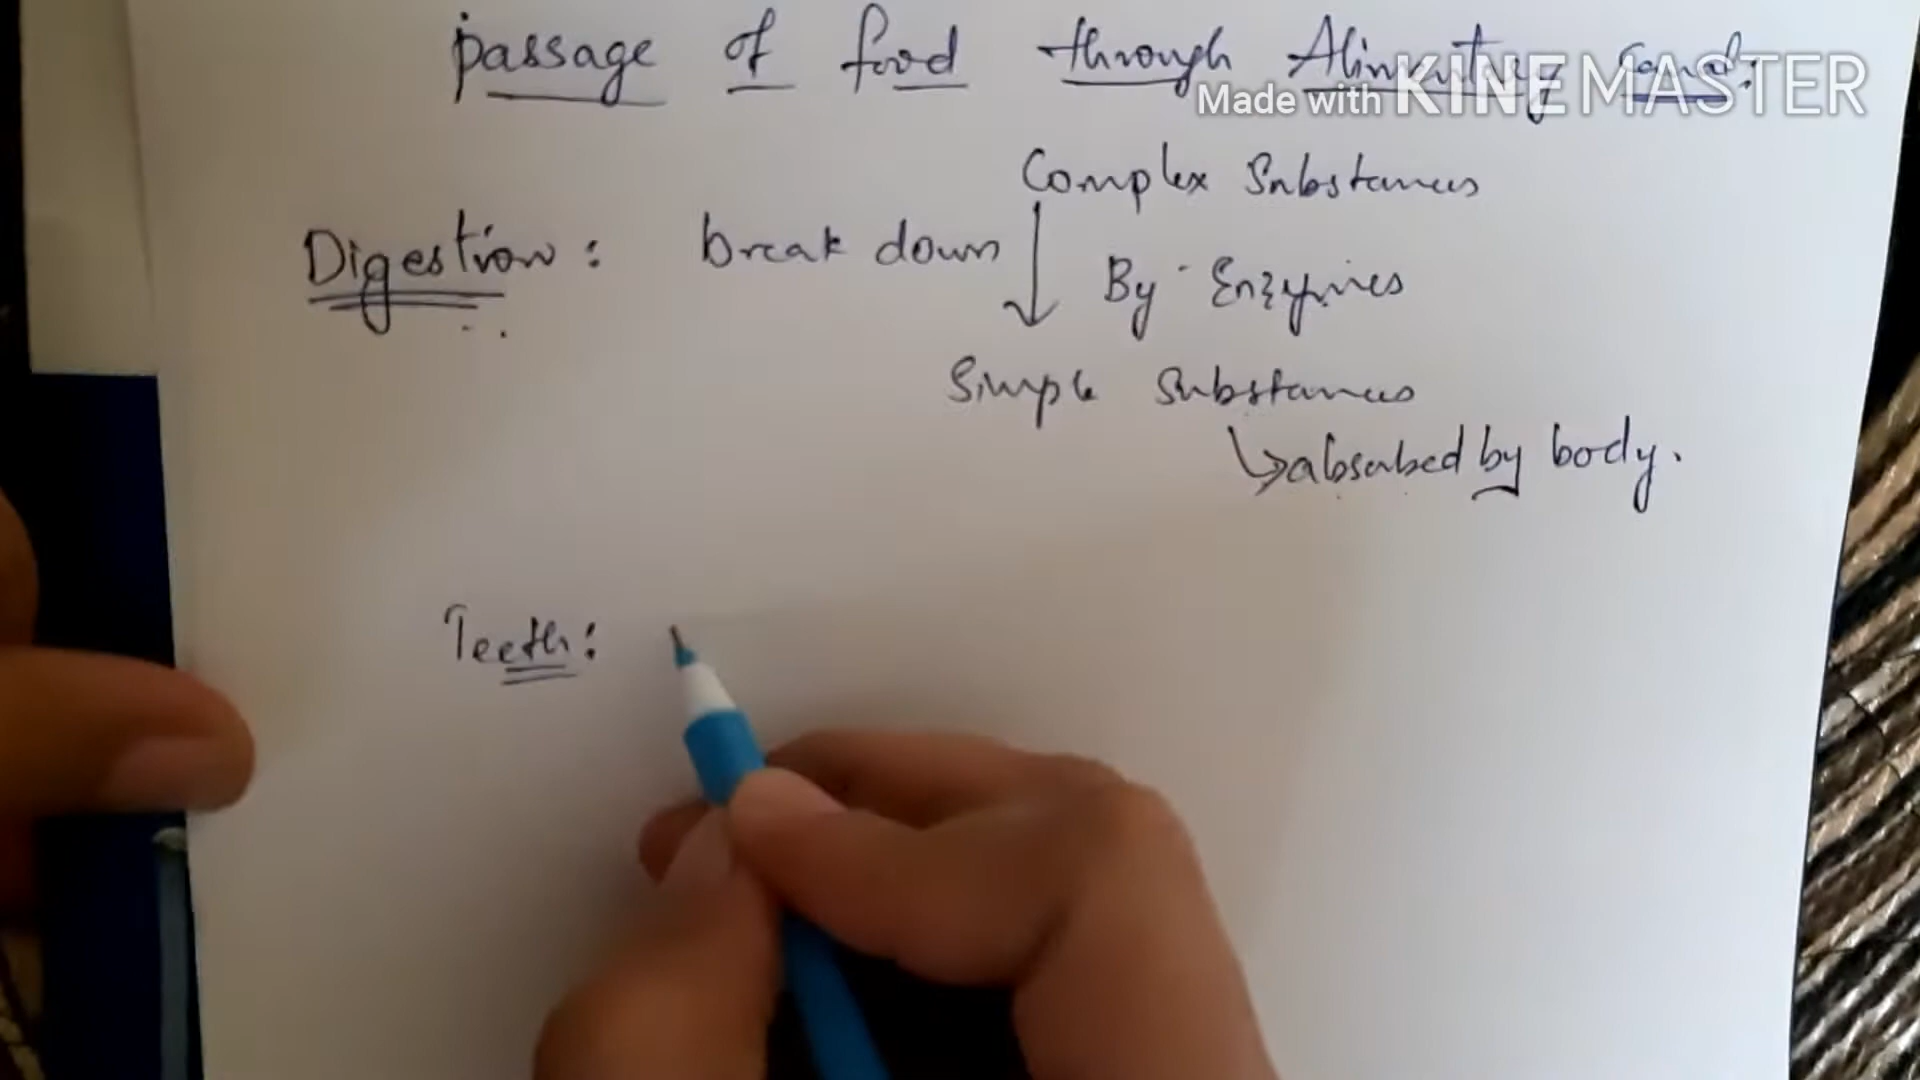 Passage of food through Alimentary Canal:
Made with KINEMASTER
Complex Substances
Digestion: break down
By Enzymes
Simple Substances
absorbed by body.
Teeth: